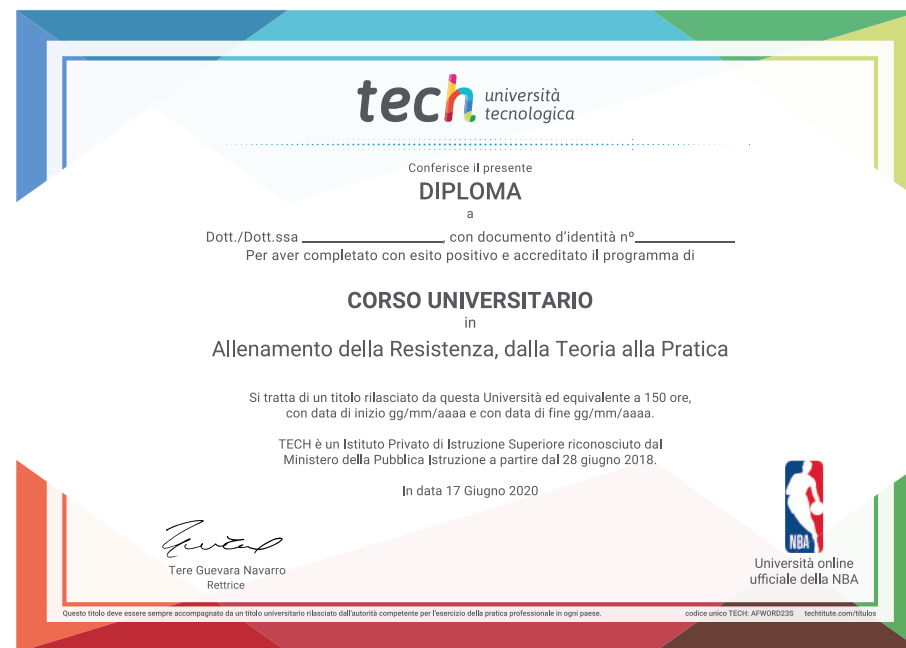 tech università
tecnologica
Conferisce il presente
DIPLOMA
a
Dott./Dott.ssa ____________________, con documento d'identità nº______________
Per aver completato con esito positivo e accreditato il programma di
CORSO UNIVERSITARIO
in
Allenamento della Resistenza, dalla Teoria alla Pratica
Si tratta di un titolo rilasciato da questa Università ed equivalente a 150 ore,
con data di inizio gg/mm/aaaa e con data di fine gg/mm/aaaa.
TECH è un Istituto Privato di Istruzione Superiore riconosciuto dal
Ministero della Pubblica Istruzione a partire dal 28 giugno 2018.
In data 17 Giugno 2020
Tere Guevara Navarro
Rettrice
NBA
Università online
ufficiale della NBA
Questo titolo deve essere sempre accompagnato da un titolo universitario rilasciato dall'autorità competente per l'esercizio della pratica professionale in ogni paese.
codice unico TECH: AFWORD23S techtitute.com/titulos